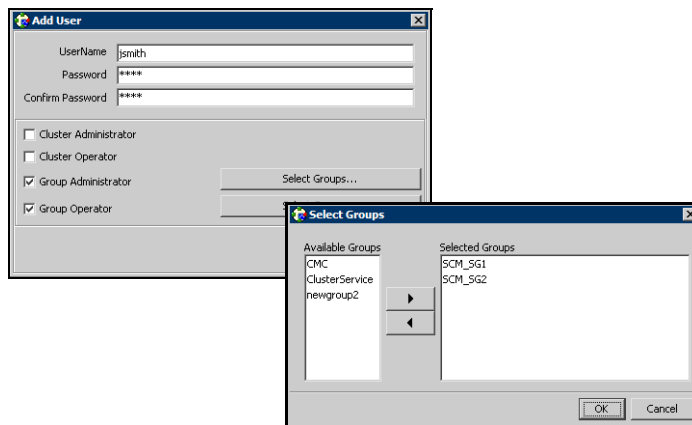 Add User
UserName jsmith
Password ****
Confirm Password ****
Cluster Administrator
Cluster Operator
Group Administrator Select Groups...
Group Operator
Select Groups
Available Groups Selected Groups
CMC SCM_SG1
ClusterService SCM_SG2
newgroup2
OK Cancel